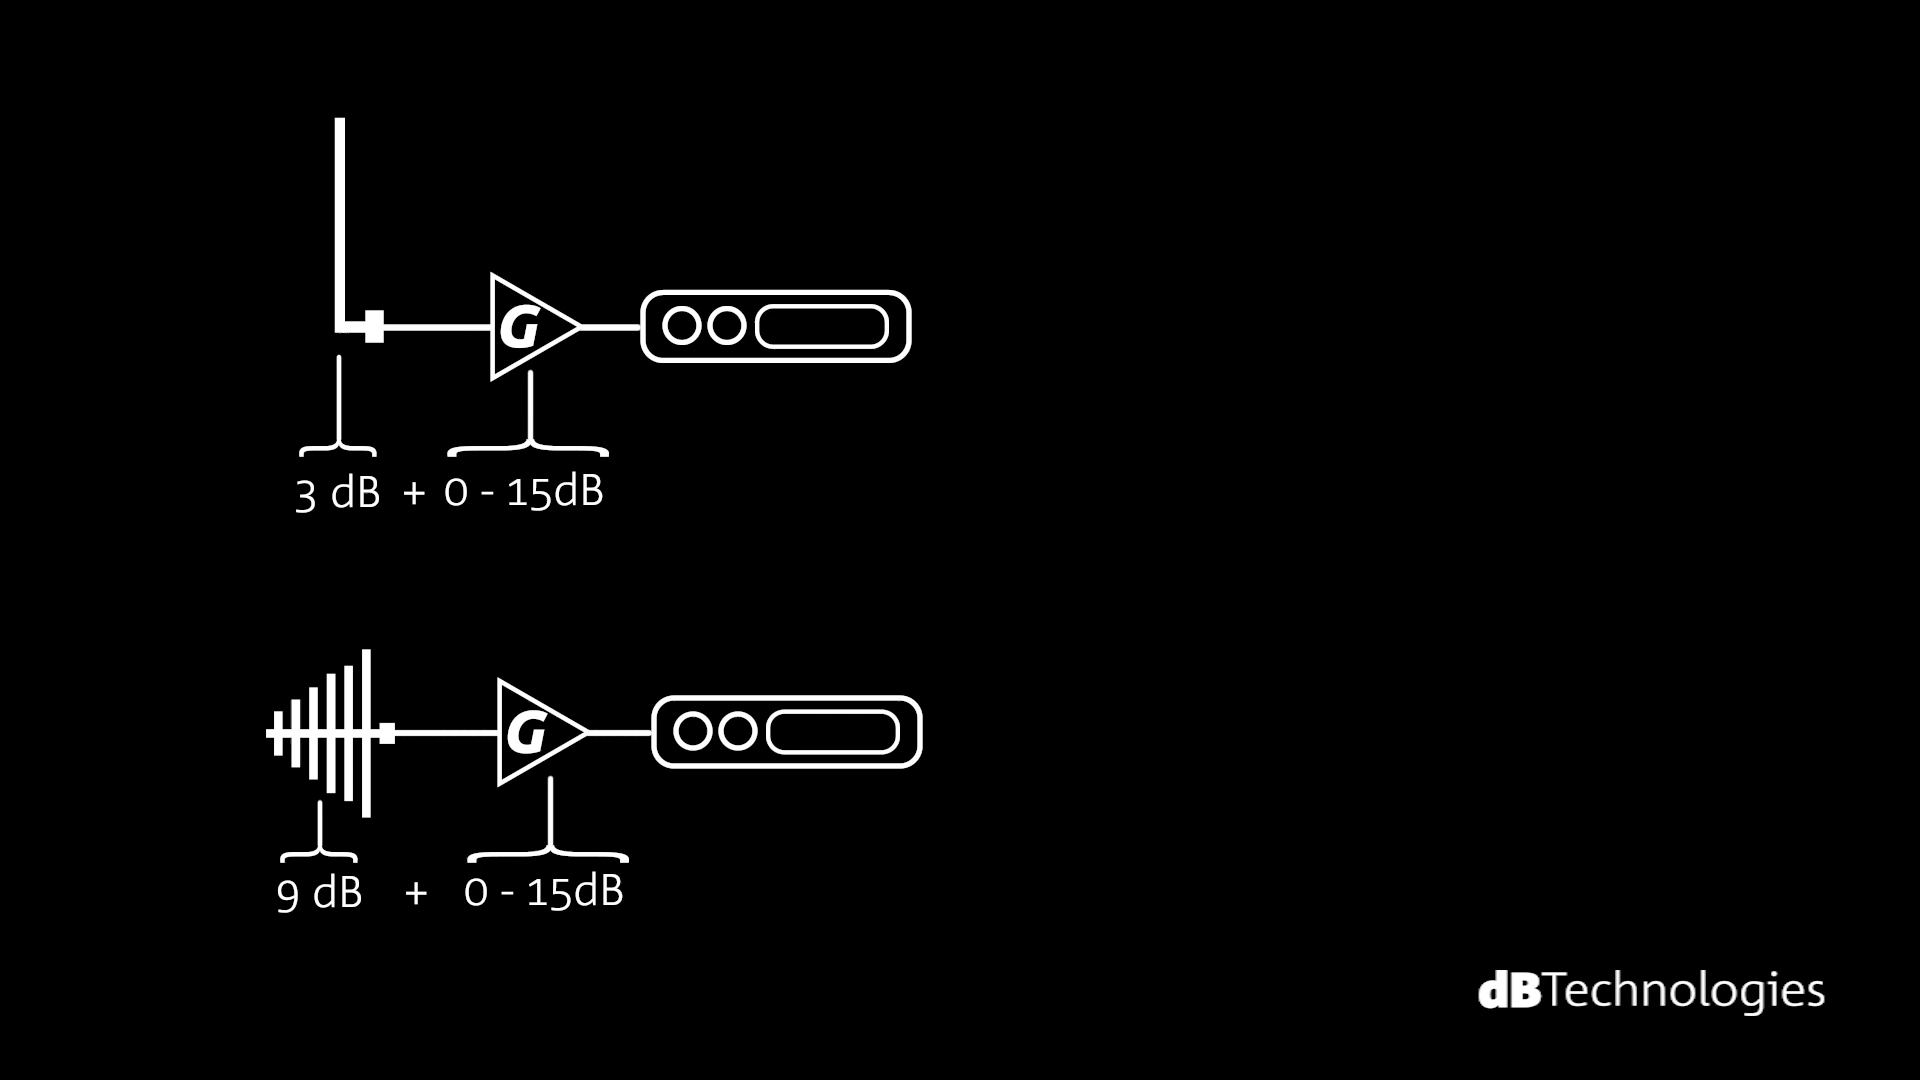 G
3 dB + 0 - 15dB
G
9 dB + 0 - 15dB
dBTechnologies